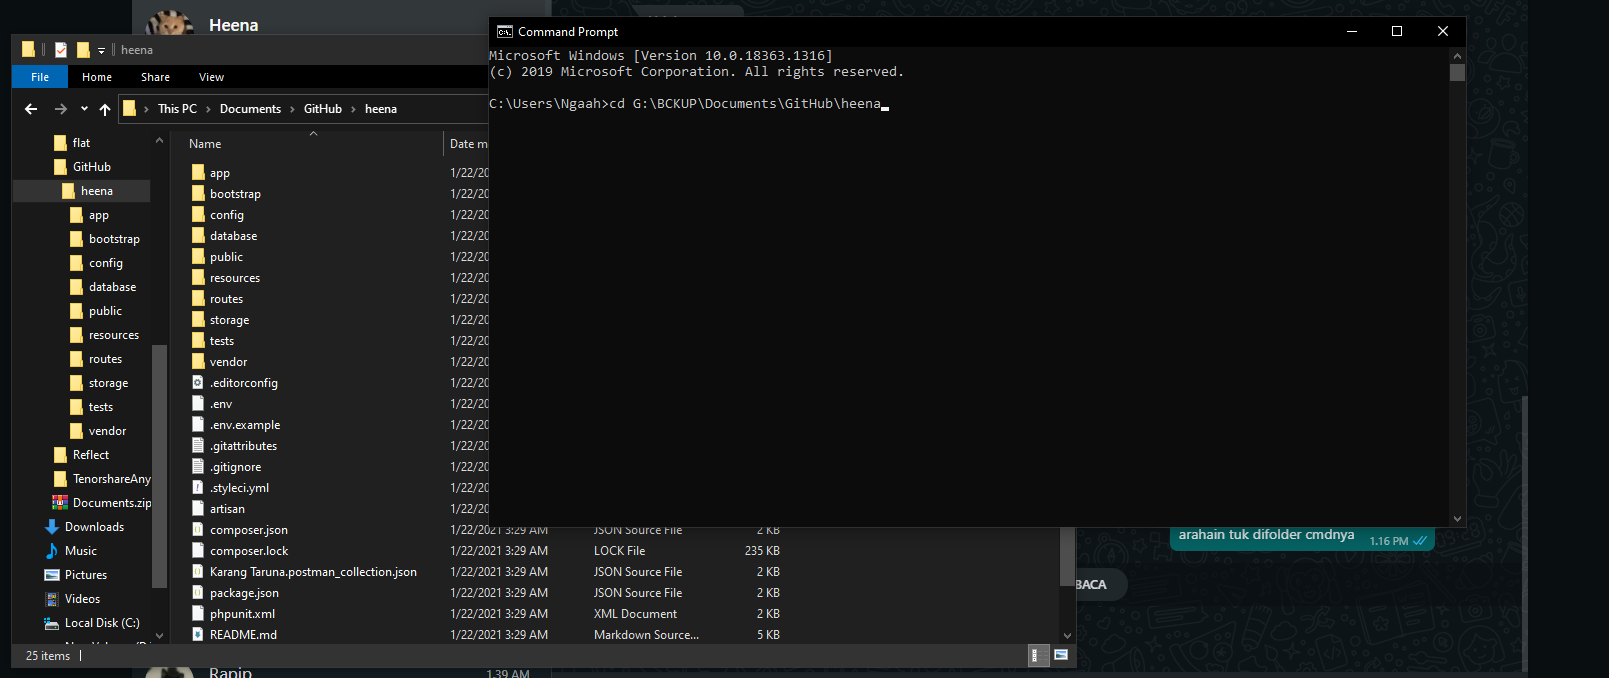 Heena
heena
File Home Share View
This PC > Documents > GitHub > heena
Command Prompt
Microsoft Windows [Version 10.0.18363.1316]
(c) 2019 Microsoft Corporation. All rights reserved.
C:\Users\Ngaah>cd G:\BCKUP\Documents\GitHub\heena
flat
GitHub
heena
app
bootstrap
config
database
public
resources
routes
storage
tests
vendor
Reflect
TenorshareAny
Documents.zip
Downloads
Music
Pictures
Videos
Local Disk (C:)
Name Date m
app 1/22/20
bootstrap 1/22/20
config 1/22/20
database 1/22/20
public 1/22/20
resources 1/22/20
routes 1/22/20
storage 1/22/20
tests 1/22/20
vendor 1/22/20
.editorconfig 1/22/20
.env 1/22/20
.env.example 1/22/20
.gitattributes 1/22/20
.gitignore 1/22/20
.styleci.yml 1/22/20
artisan 1/22/20
composer.json 1/22/2021 3:29 AM JSON Source File 2 KB
composer.lock 1/22/2021 3:29 AM LOCK File 235 KB
Karang Taruna.postman_collection.json 1/22/2021 3:29 AM JSON Source File 2 KB
package.json 1/22/2021 3:29 AM JSON Source File 2 KB
phpunit.xml 1/22/2021 3:29 AM XML Document 2 KB
README.md 1/22/2021 3:29 AM Markdown Source... 5 KB
25 items
arahain tuk difolder cmdnya 1.16 PM
BACA
Rapip 1.39 AM